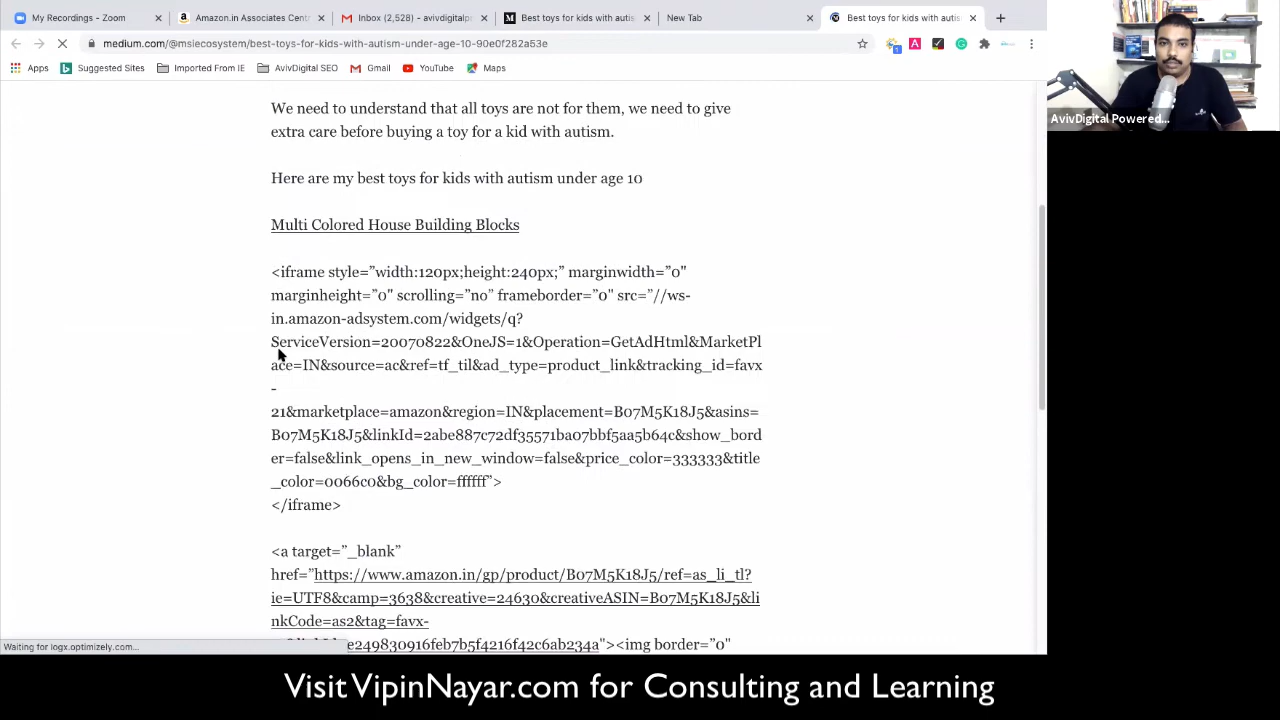 My Recordings - Zoom
Amazon.in Associates Centr
Inbox (2,528) - avivdigitalp
Best toys for kids with autis
New Tab
Best toys for kids with autis
medium.com/@msiecosystem/best-toys-for-kids-with-autism-under-age-10-90e0f282a53e
Apps
Suggested Sites
Imported From IE
AvivDigital SEO
Gmail
YouTube
Maps
AvivDigital Powered...
We need to understand that all toys are not for them, we need to give
extra care before buying a toy for a kid with autism.
Here are my best toys for kids with autism under age 10
Multi Colored House Building Blocks
<iframe style=”width:120px;height:240px;” marginwidth=”0"
marginheight=”0" scrolling=”no” frameborder=”0" src=”//ws-
in.amazon-adsystem.com/widgets/q?
ServiceVersion=20070822&OneJS=1&Operation=GetAdHtml&MarketPl
ace=IN&source=ac&ref=tf_til&ad_type=product_link&tracking_id=favx
-
21&marketplace=amazon&region=IN&placement=B07M5K18J5&asins=
B07M5K18J5&linkId=2abe887c72df35571ba07bbf5aa5b64c&show_bord
er=false&link_opens_in_new_window=false&price_color=333333&title
_color=0066c0&bg_color=ffffff”>
</iframe>
<a target=”_blank”
href=”https://www.amazon.in/gp/product/B07M5K18J5/ref=as_li_tl?
ie=UTF8&camp=3638&creative=24630&creativeASIN=B07M5K18J5&li
nkCode=as2&tag=favx-
e249830916feb7b5f4216f42c6ab234a"><img border=”0"
Waiting for logx.optimizely.com...
Visit VipinNayar.com for Consulting and Learning